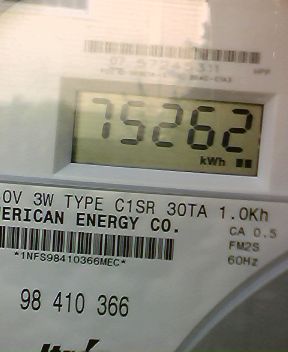 75262
kWh
0V 3W TYPE C1SR 30TA 1.0Kh
ERICAN ENERGY CO.
CA 0.5
FM2S
60Hz
*1NFS98410366MEC*
98 410 366